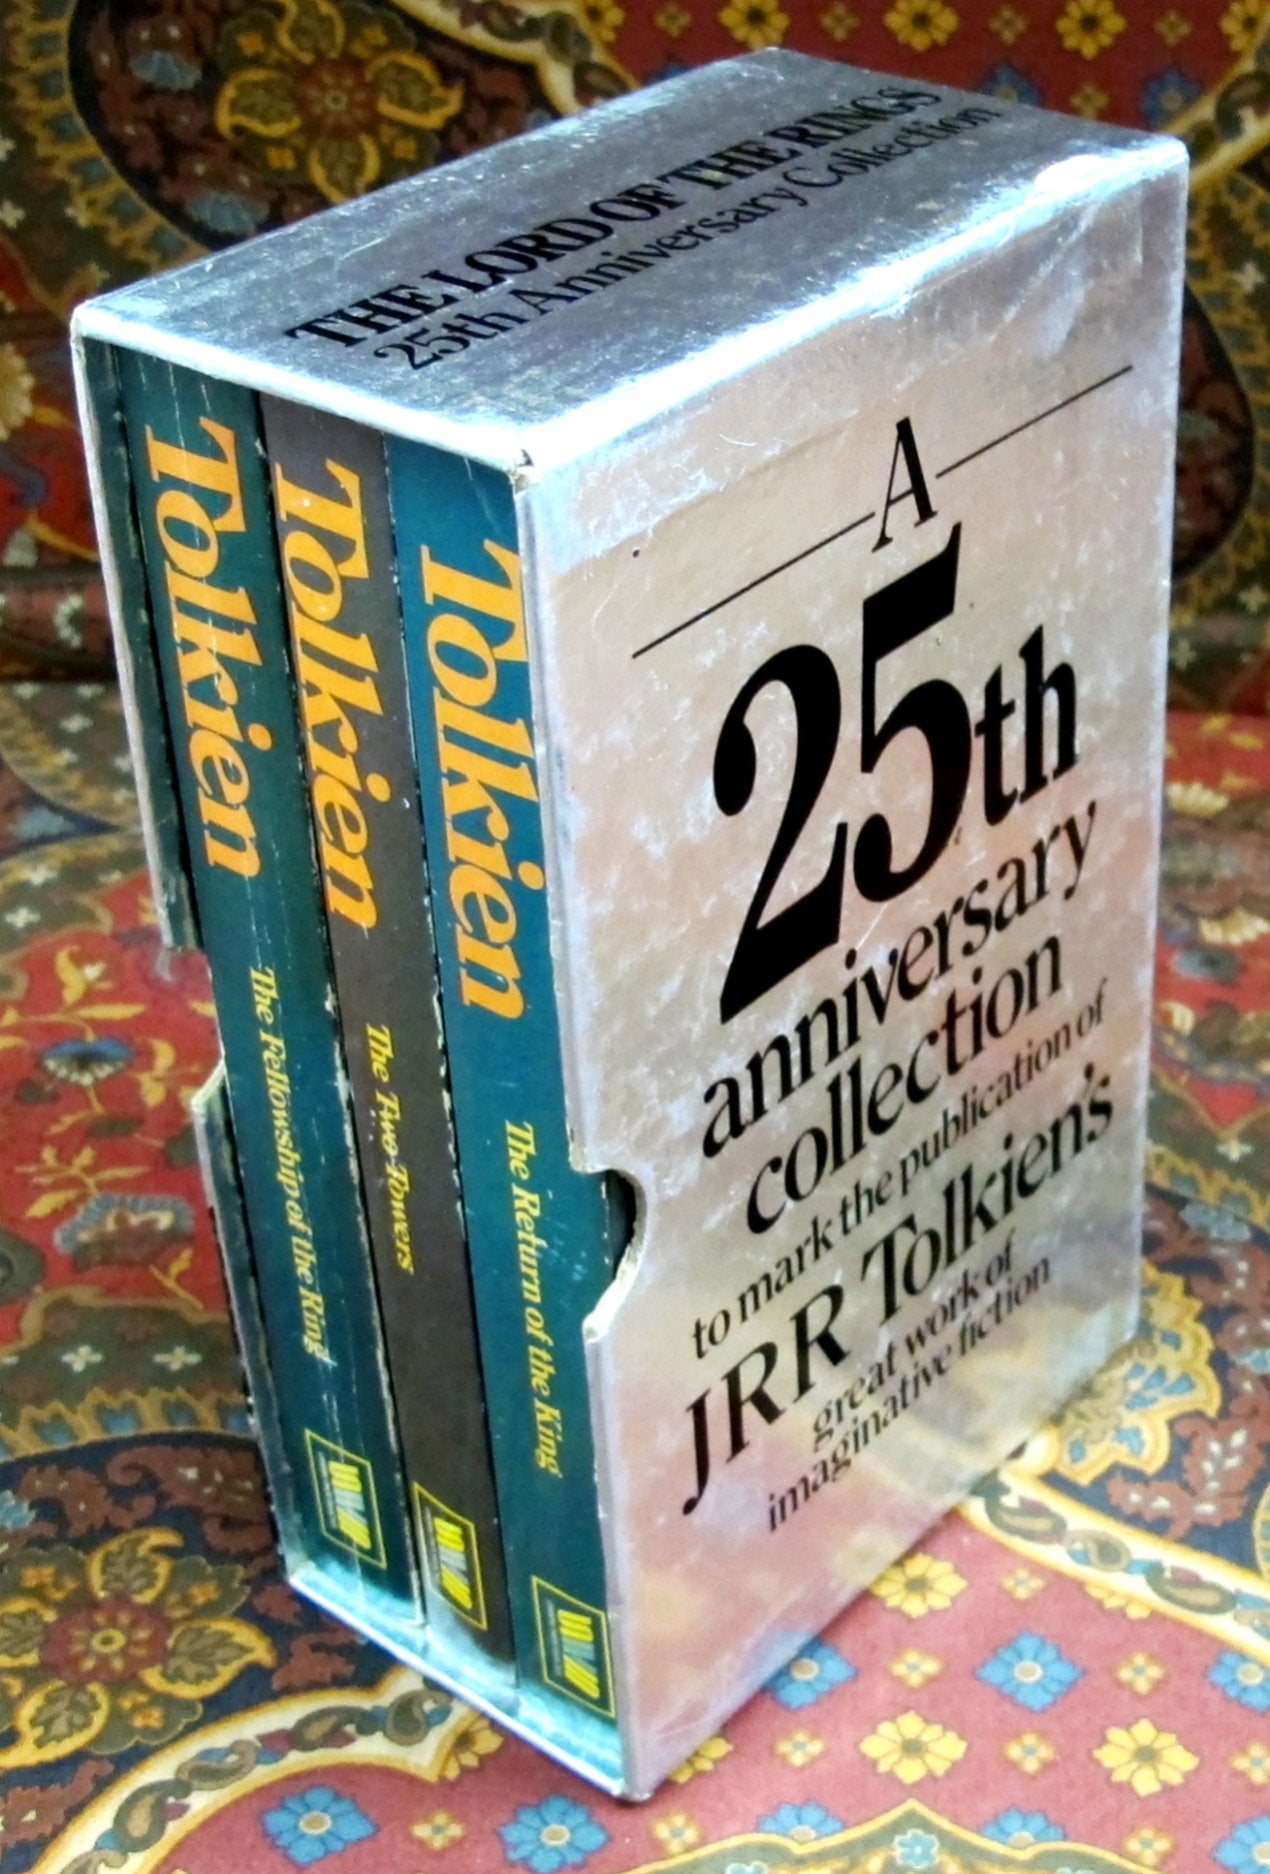 THE LORD OF THE RINGS
25th Anniversary Collection
Tolkien
The Fellowship of the Ring
Tolkien
The Two Towers
Tolkien
The Return of the King
A
25th
anniversary
collection
to mark the publication of
JRR Tolkien's
great work of
imaginative fiction